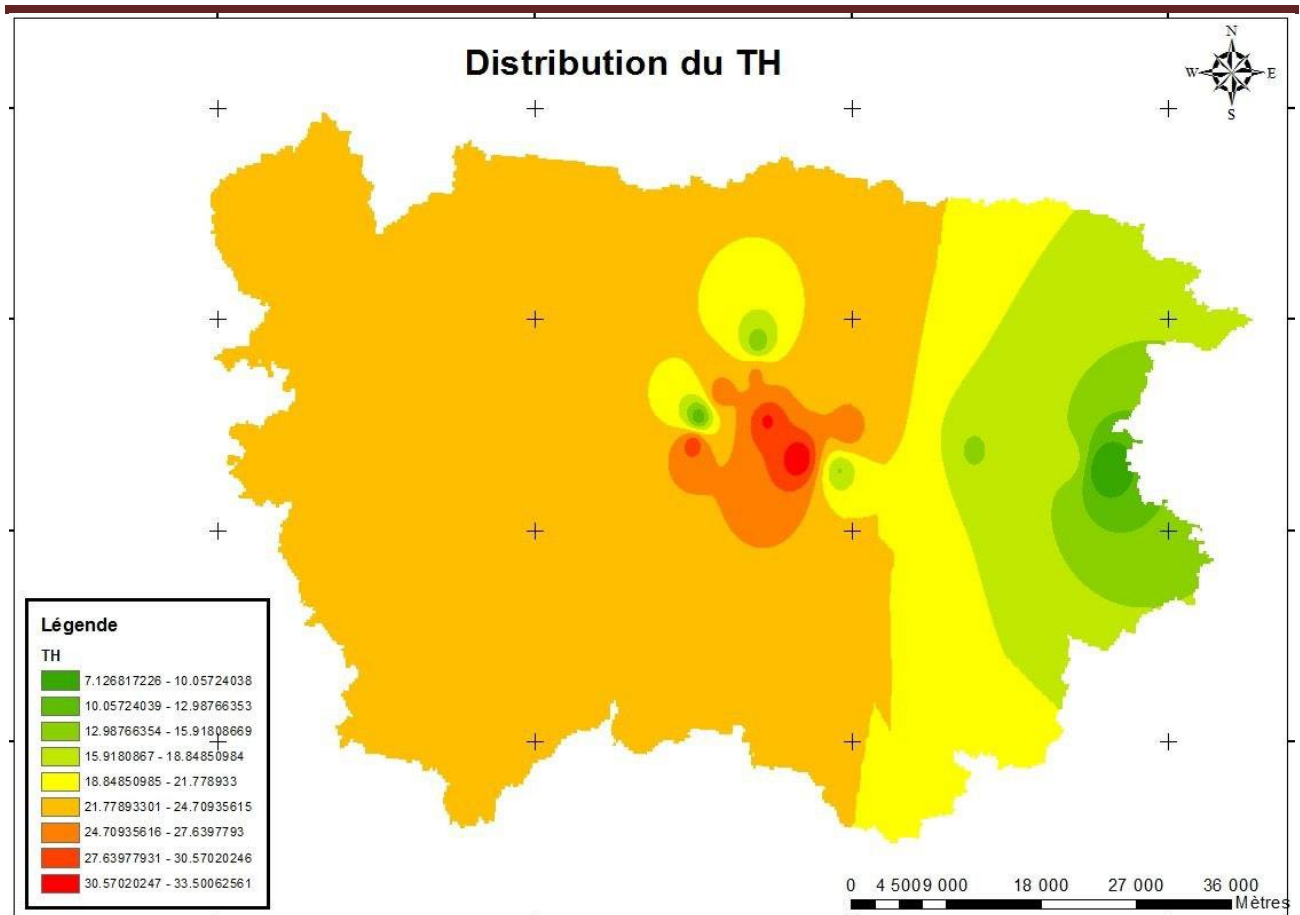 Distribution du TH
N
W E
S
Légende
TH
7.126817226 - 10.05724038
10.05724039 - 12.98766353
12.98766354 - 15.91808669
15.9180867 - 18.84850984
18.84850985 - 21.778933
21.77893301 - 24.70935615
24.70935616 - 27.6397793
27.63977931 - 30.57020246
30.57020247 - 33.50062561
0 4 5009 000 18 000 27 000 36 000
Mètres